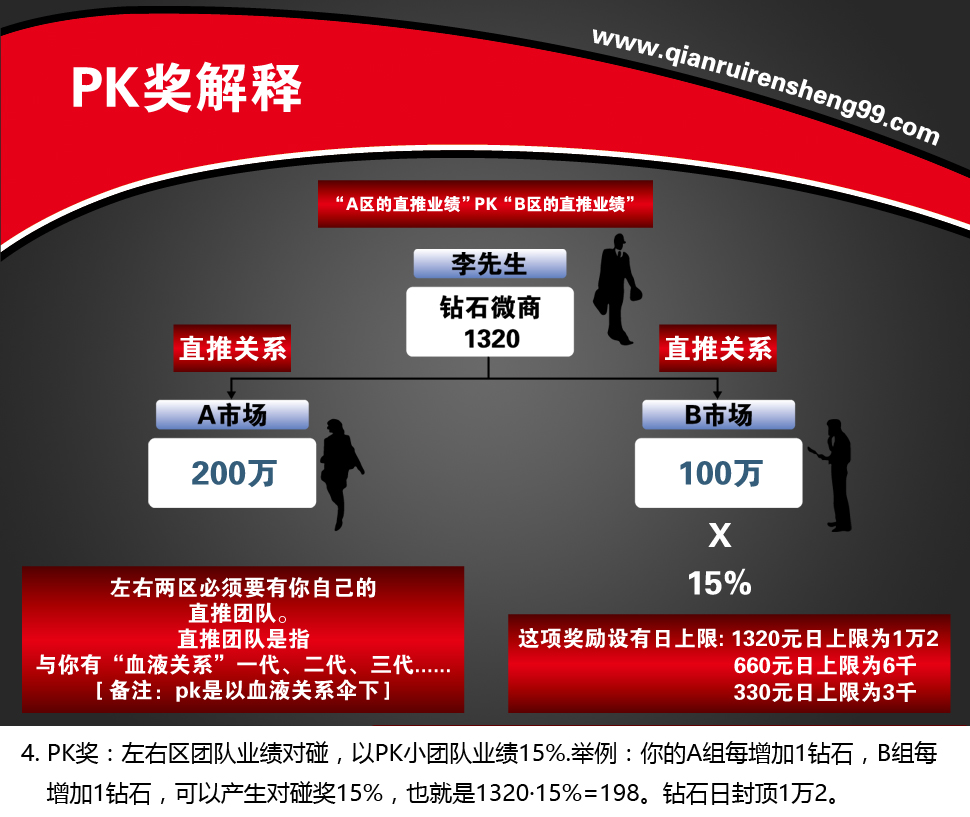 www.qianruirensheng99.com
PK奖解释
“A区的直推业绩”PK“B区的直推业绩”
李先生
钻石微商
1320
直推关系
直推关系
A市场
B市场
200万
100万
X
15%
左右两区必须要有你自己的
直推团队。
直推团队是指
与你有“血液关系”一代、二代、三代......
[ 备注：pk是以血液关系伞下 ]
这项奖励设有日上限: 1320元日上限为1万2
660元日上限为6千
330元日上限为3千
4. PK奖：左右区团队业绩对碰，以PK小团队业绩15%.举例：你的A组每增加1钻石，B组每
增加1钻石，可以产生对碰奖15%，也就是1320·15%=198。钻石日封顶1万2。